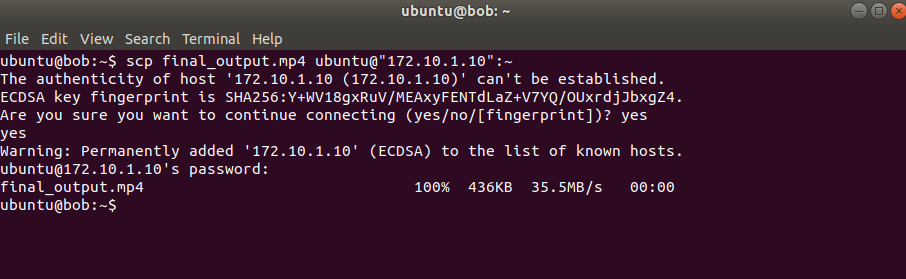 ubuntu@bob: ~
File Edit View Search Terminal Help
ubuntu@bob:~$ scp final_output.mp4 ubuntu@"172.10.1.10":~
The authenticity of host '172.10.1.10 (172.10.1.10)' can't be established.
ECDSA key fingerprint is SHA256:Y+WV18gxRuV/MEAxyFENTdLaZ+V7YQ/OUxrdjJbxgZ4.
Are you sure you want to continue connecting (yes/no/[fingerprint])? yes
yes
Warning: Permanently added '172.10.1.10' (ECDSA) to the list of known hosts.
ubuntu@172.10.1.10's password:
final_output.mp4 100% 436KB 35.5MB/s 00:00
ubuntu@bob:~$